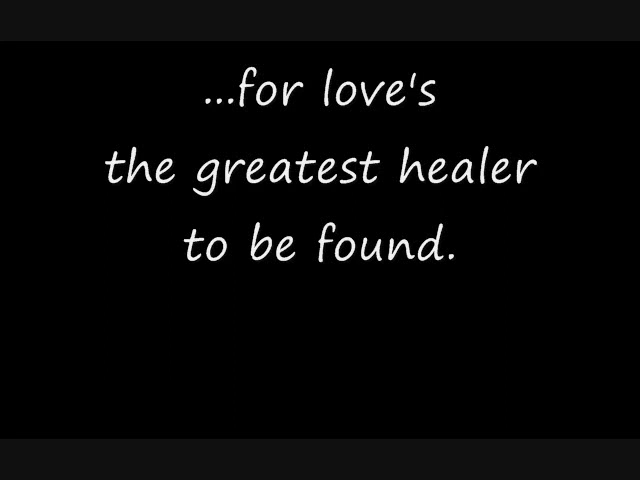 ...for love's
the greatest healer
to be found.